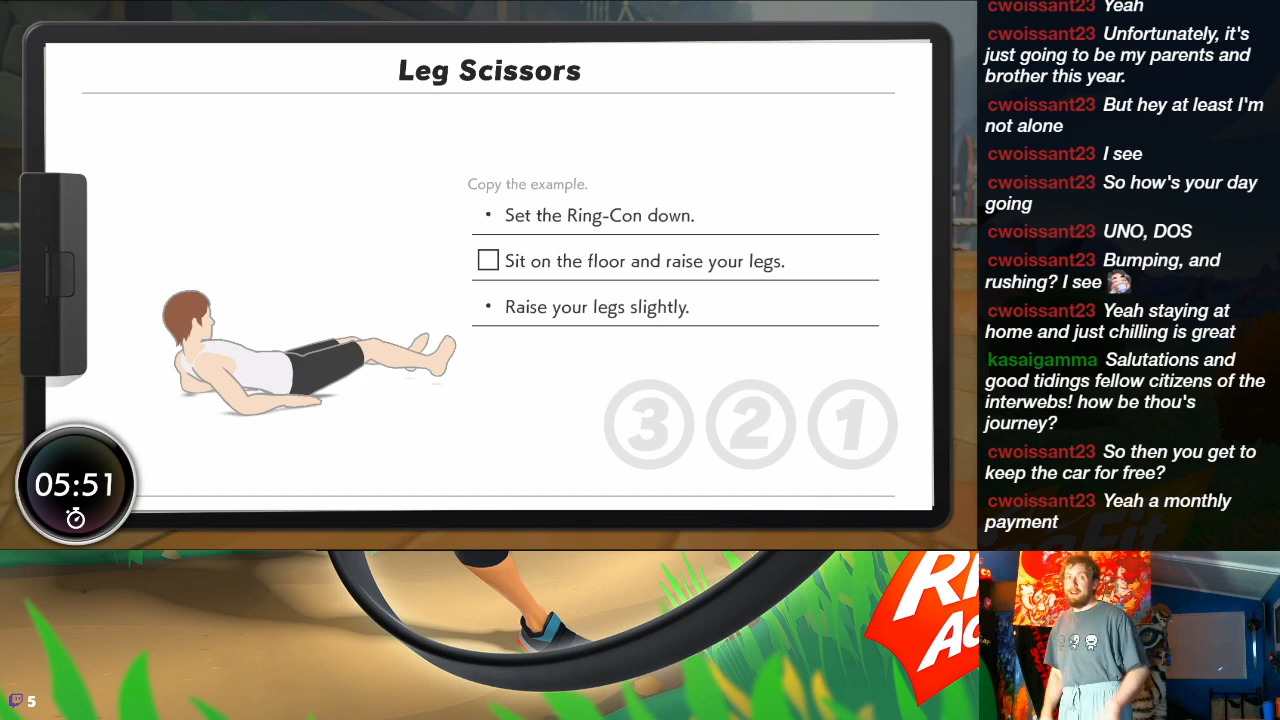 Leg Scissors
Copy the example.
• Set the Ring-Con down.
Sit on the floor and raise your legs.
• Raise your legs slightly.
3 2 1
05:51
5
cwoissant23 Yeah
cwoissant23 Unfortunately, it's
just going to be my parents and
brother this year.
cwoissant23 But hey at least I'm
not alone
cwoissant23 I see
cwoissant23 So how's your day
going
cwoissant23 UNO, DOS
cwoissant23 Bumping, and
rushing? I see
cwoissant23 Yeah staying at
home and just chilling is great
kasaigamma Salutations and
good tidings fellow citizens of the
interwebs! how be thou's
journey?
cwoissant23 So then you get to
keep the car for free?
cwoissant23 Yeah a monthly
payment